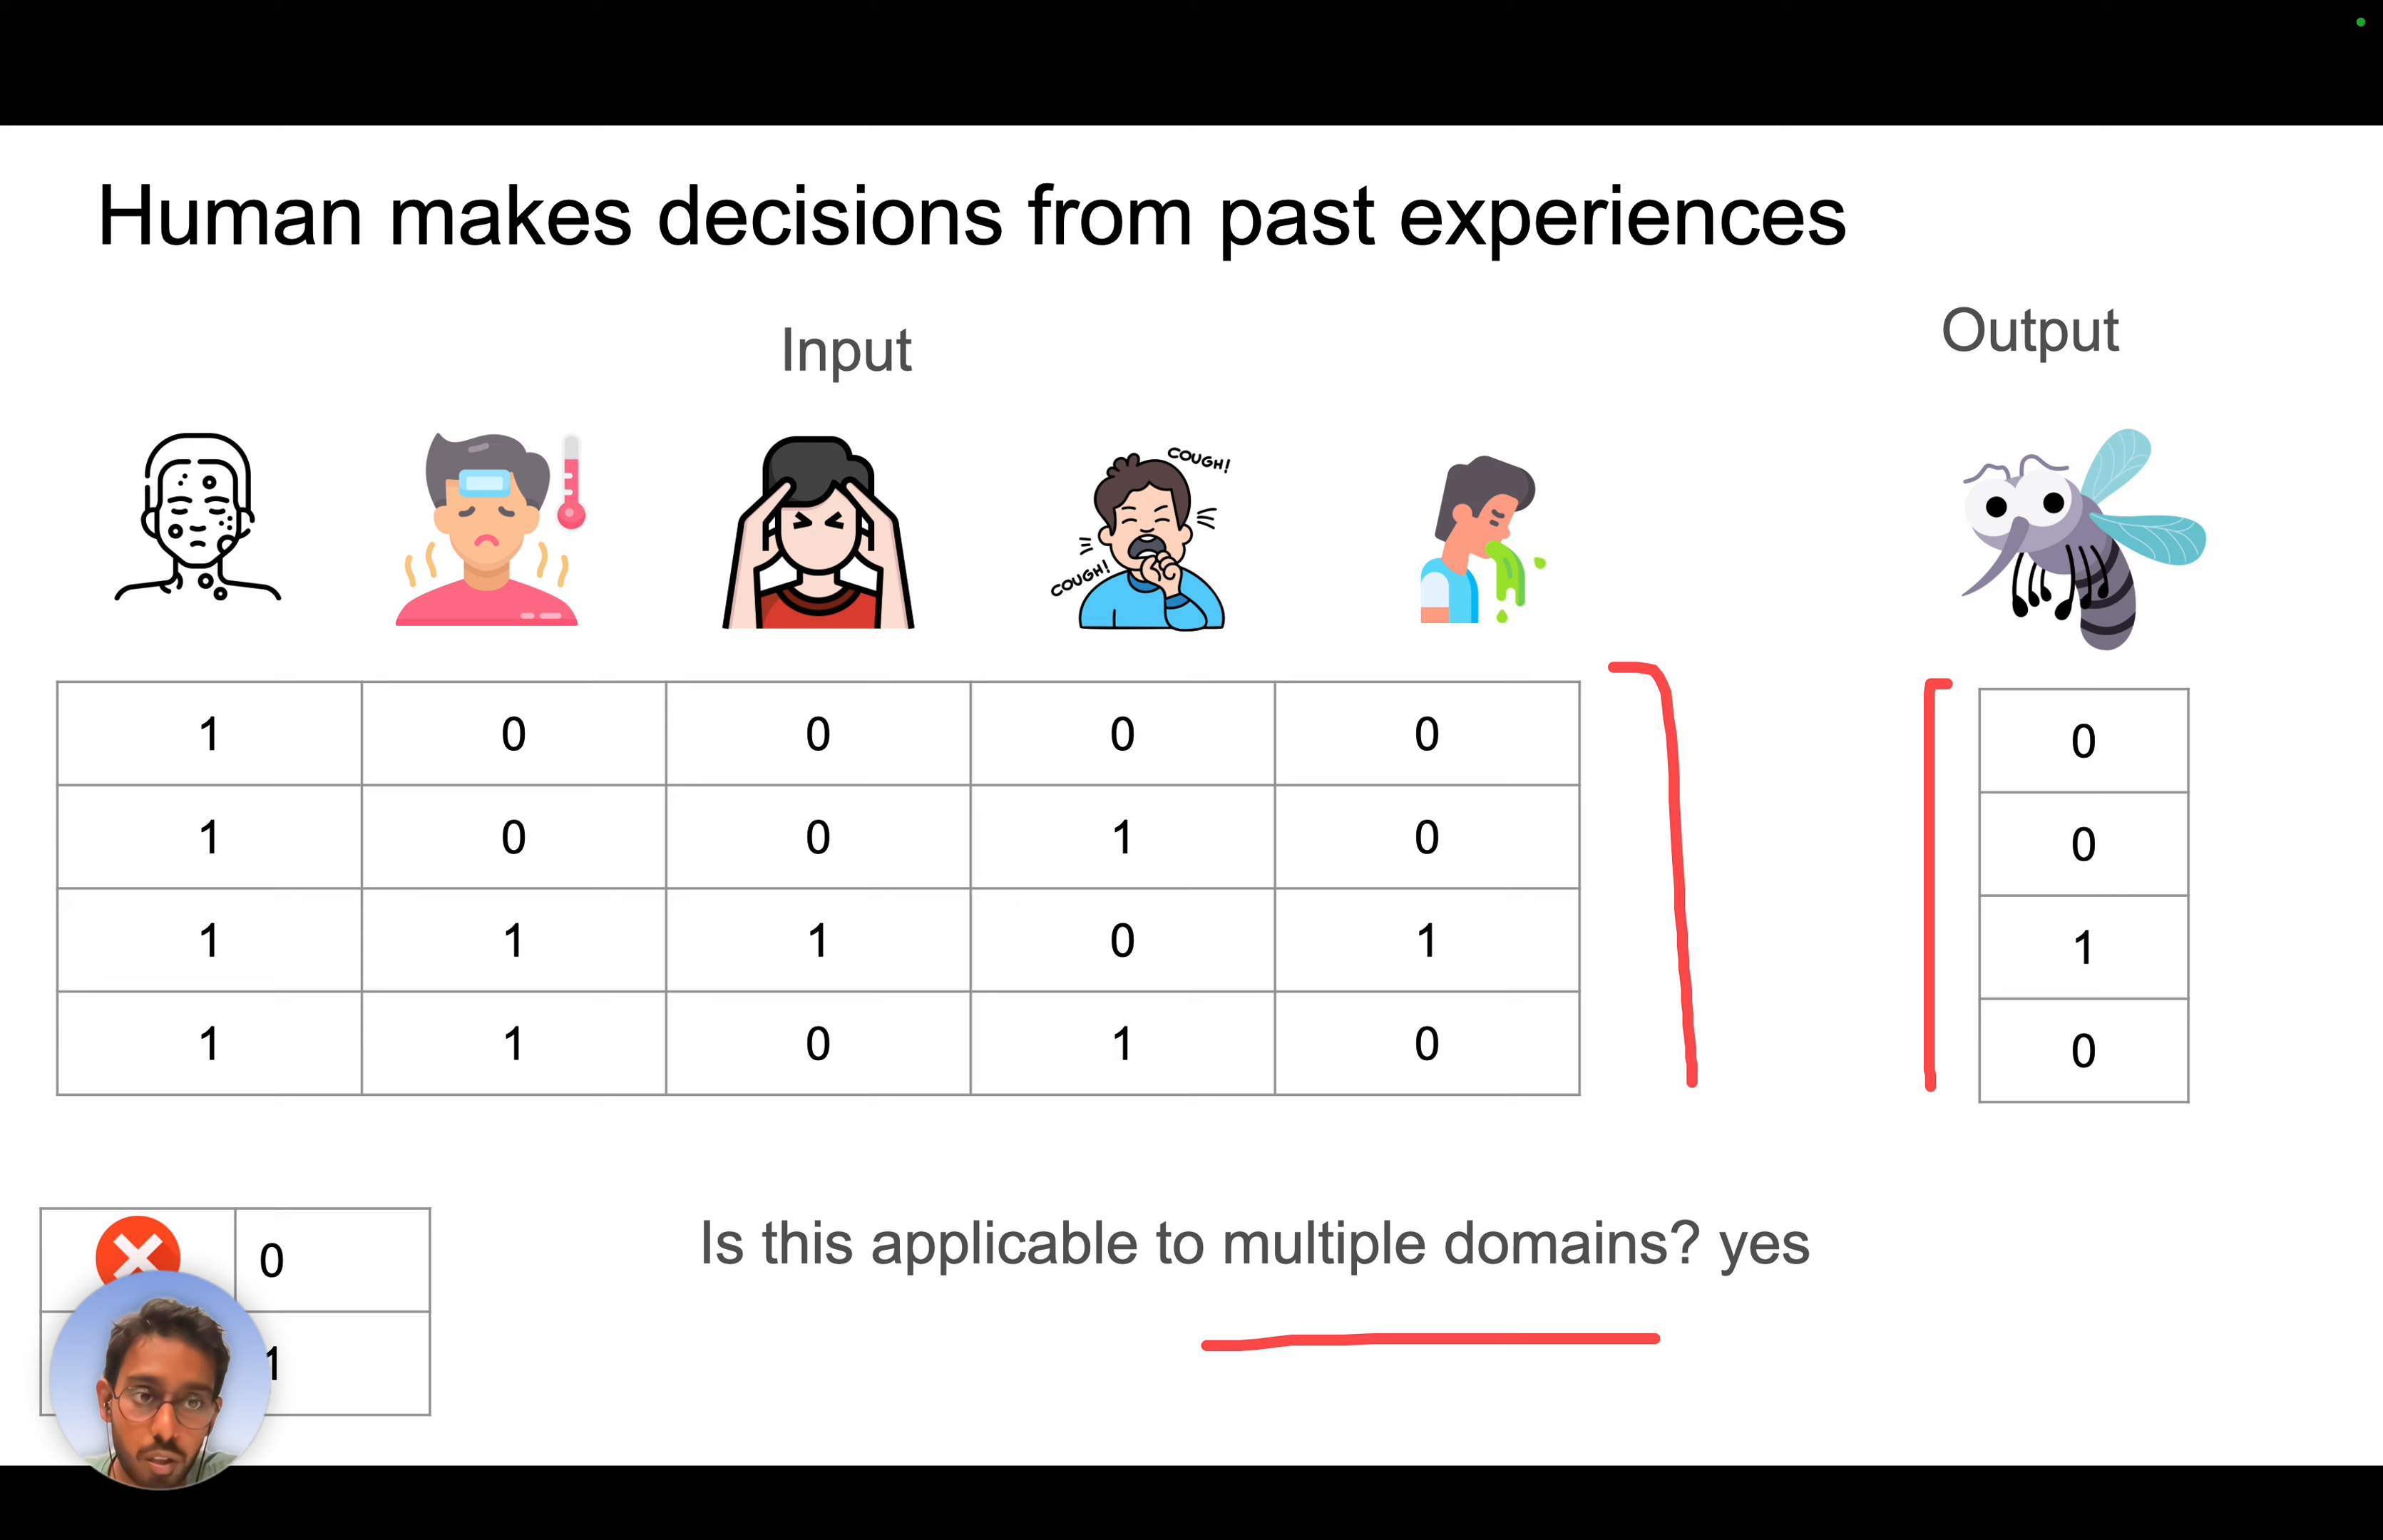 Human makes decisions from past experiences
Input
Output
COUGH!
COUGH!
1 0 0 0 0 0
1 0 0 1 0 0
1 1 1 0 1 1
1 1 0 1 0 0
0
1
Is this applicable to multiple domains? yes